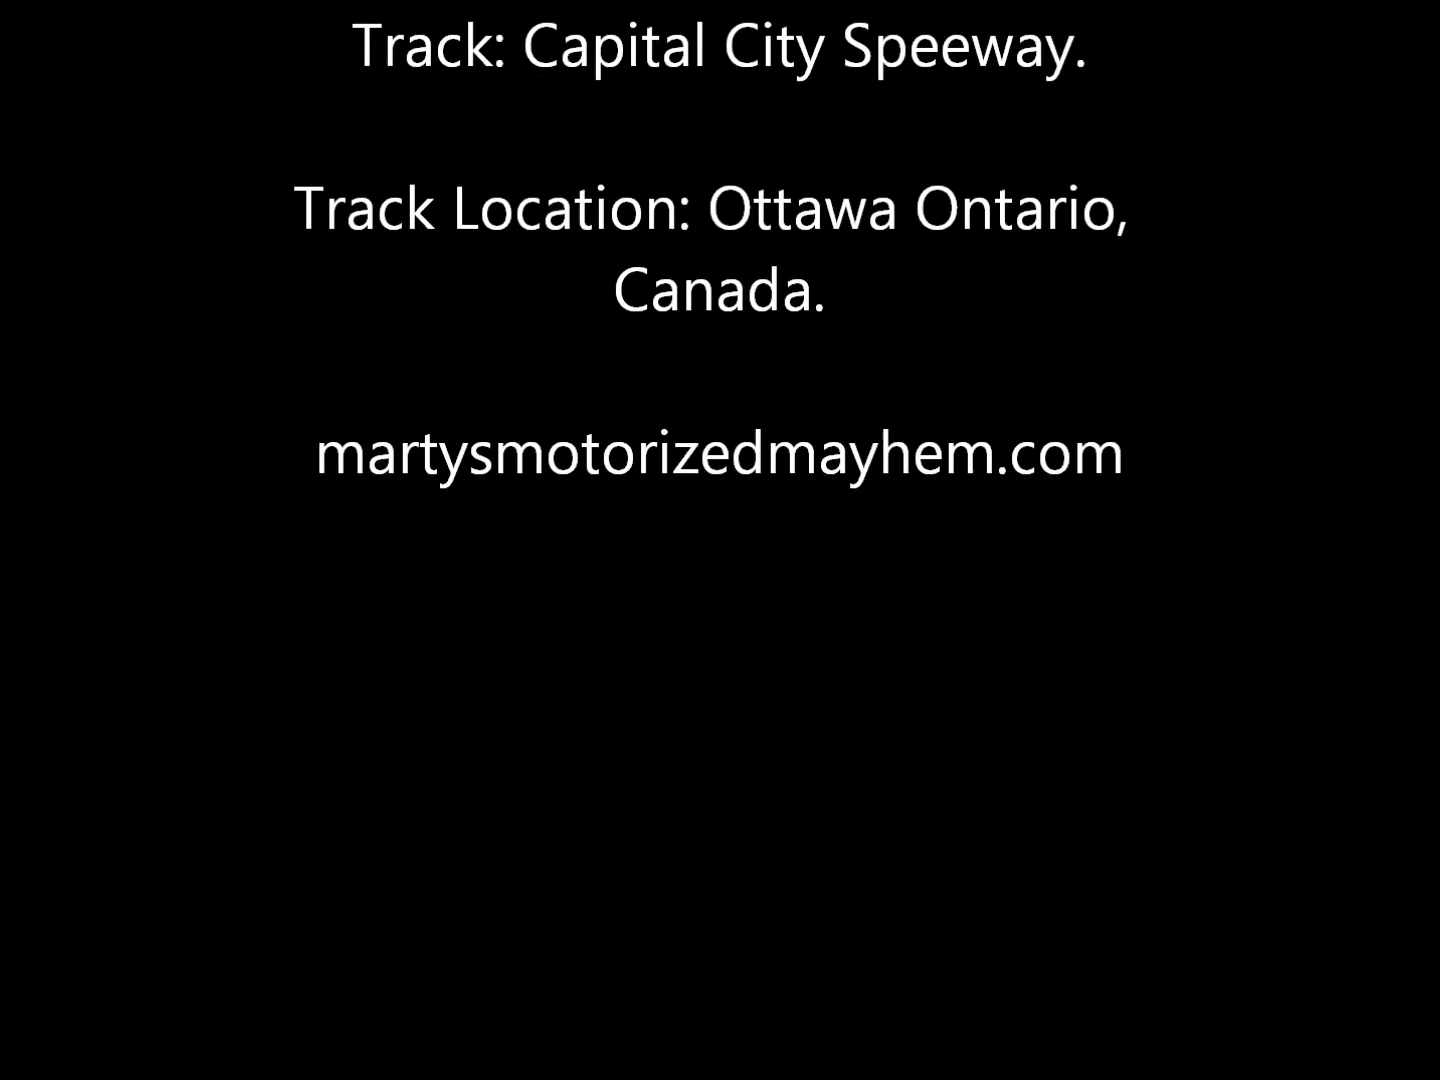 Track: Capital City Speeway.
Track Location: Ottawa Ontario,
Canada.
martysmotorizedmayhem.com